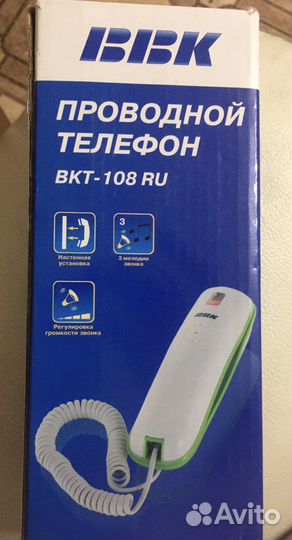 BBK
ПРОВОДНОЙ
ТЕЛЕФОН
BKT-108 RU
Настенная
установка
3
3 мелодии
звонка
Регулировка
громкости звонка
BBK
Avito